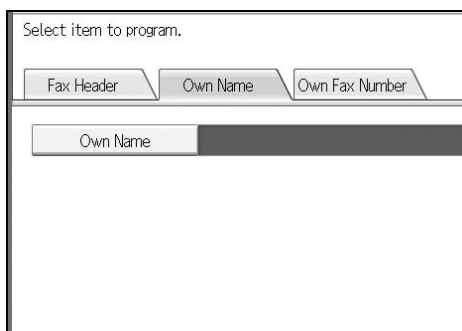 Select item to program.
Fax Header Own Name Own Fax Number
Own Name